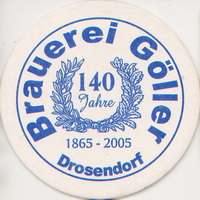 Brauerei Göller
140
Jahre
1865 - 2005
Drosendorf